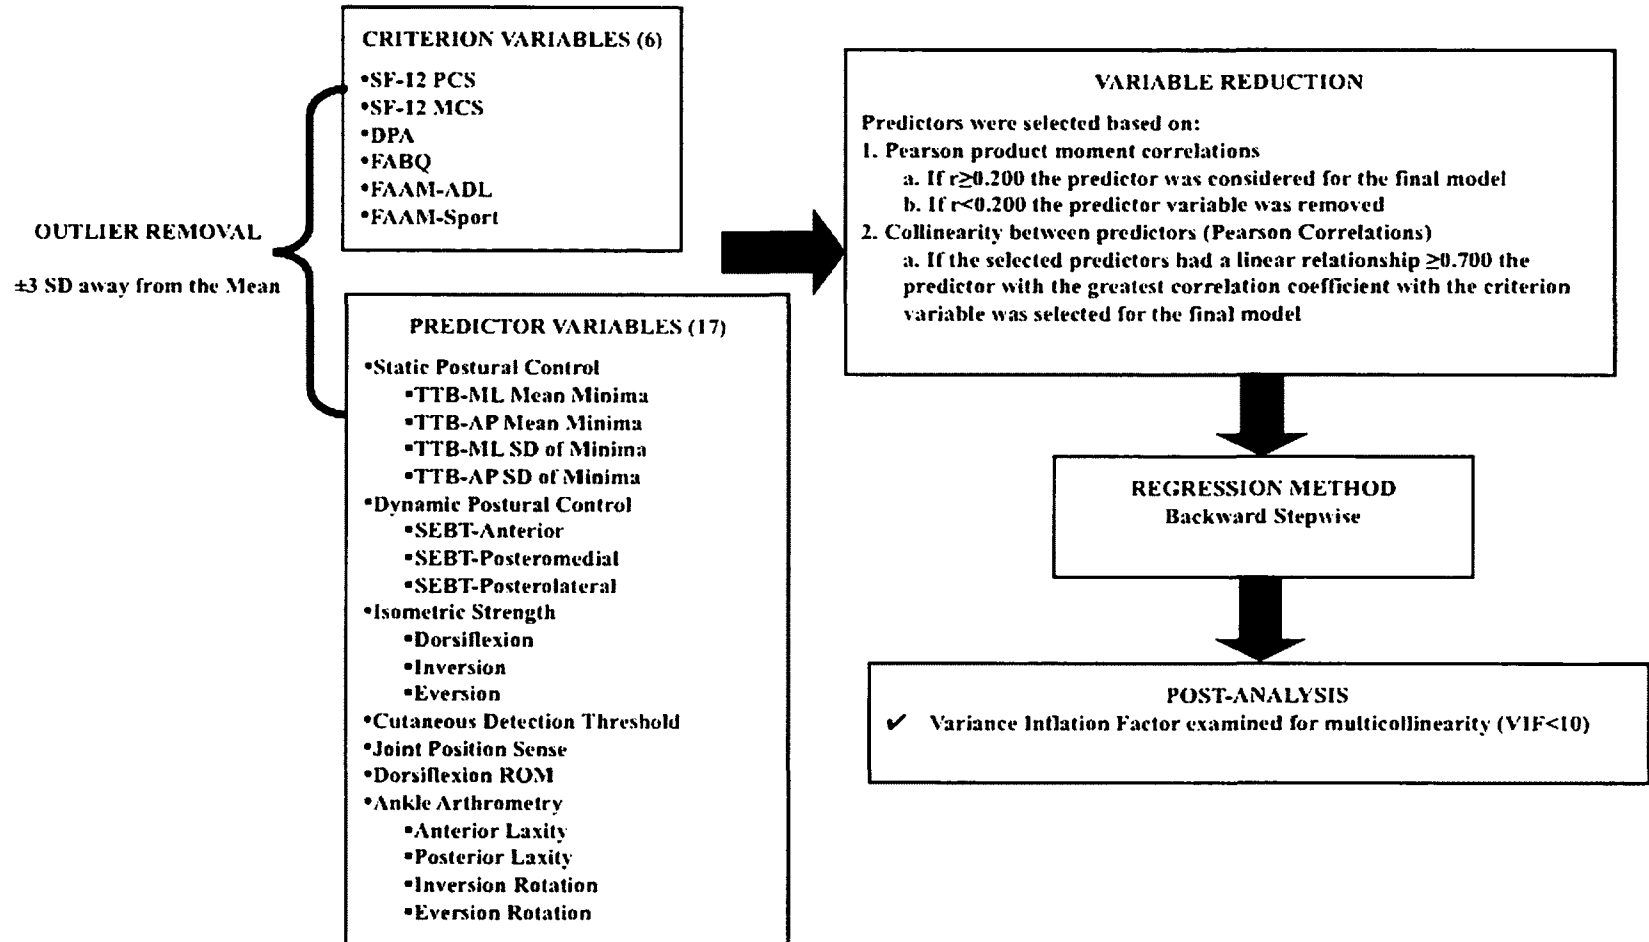 OUTLIER REMOVAL
±3 SD away from the Mean
CRITERION VARIABLES (6)
•SF-12 PCS
•SF-12 MCS
•DPA
•FABQ
•FAAM-ADL
•FAAM-Sport
PREDICTOR VARIABLES (17)
•Static Postural Control
▪TTB-ML Mean Minima
▪TTB-AP Mean Minima
▪TTB-ML SD of Minima
▪TTB-AP SD of Minima
•Dynamic Postural Control
▪SEBT-Anterior
▪SEBT-Posteromedial
▪SEBT-Posterolateral
•Isometric Strength
▪Dorsiflexion
▪Inversion
▪Eversion
•Cutaneous Detection Threshold
•Joint Position Sense
•Dorsiflexion ROM
•Ankle Arthrometry
▪Anterior Laxity
▪Posterior Laxity
▪Inversion Rotation
▪Eversion Rotation
VARIABLE REDUCTION
Predictors were selected based on:
1. Pearson product moment correlations
a. If r≥0.200 the predictor was considered for the final model
b. If r<0.200 the predictor variable was removed
2. Collinearity between predictors (Pearson Correlations)
a. If the selected predictors had a linear relationship ≥0.700 the
predictor with the greatest correlation coefficient with the criterion
variable was selected for the final model
REGRESSION METHOD
Backward Stepwise
POST-ANALYSIS
✓ Variance Inflation Factor examined for multicollinearity (VIF<10)